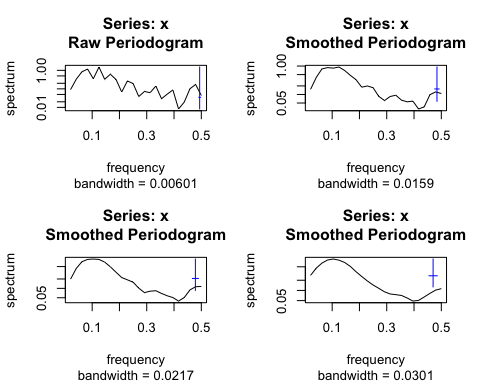 Series: x
Raw Periodogram
spectrum
1.00
0.01
0.1
0.3
0.5
frequency
bandwidth = 0.00601
Series: x
Smoothed Periodogram
spectrum
1.00
0.05
0.1
0.3
0.5
frequency
bandwidth = 0.0159
Series: x
Smoothed Periodogram
spectrum
0.05
0.1
0.3
0.5
frequency
bandwidth = 0.0217
Series: x
Smoothed Periodogram
spectrum
0.05
0.1
0.3
0.5
frequency
bandwidth = 0.0301